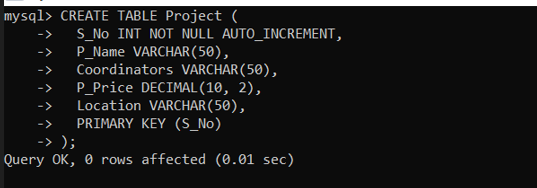 mysql> CREATE TABLE Project (
    ->   S_No INT NOT NULL AUTO_INCREMENT,
    ->   P_Name VARCHAR(50),
    ->   Coordinators VARCHAR(50),
    ->   P_Price DECIMAL(10, 2),
    ->   Location VARCHAR(50),
    ->   PRIMARY KEY (S_No)
    -> );
Query OK, 0 rows affected (0.01 sec)